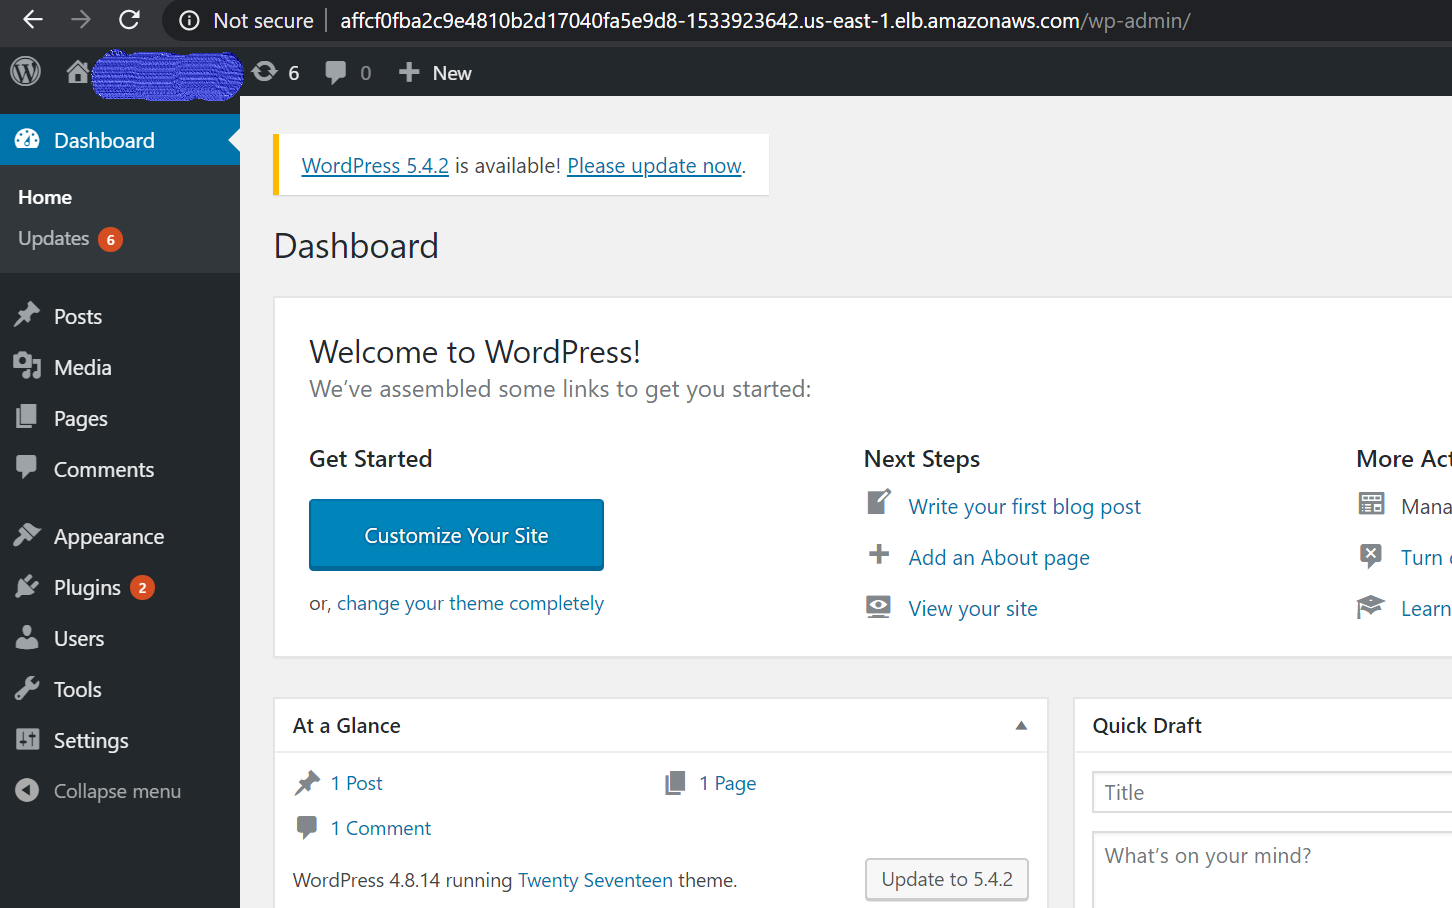 Not secure | affcf0fba2c9e4810b2d17040fa5e9d8-1533923642.us-east-1.elb.amazonaws.com/wp-admin/
6 0 New
Dashboard
Home
Updates 6
Posts
Media
Pages
Comments
Appearance
Plugins 2
Users
Tools
Settings
Collapse menu
WordPress 5.4.2 is available! Please update now.
Dashboard
Welcome to WordPress!
We've assembled some links to get you started:
Get Started
Customize Your Site
or, change your theme completely
Next Steps
Write your first blog post
Add an About page
View your site
More Act
Mana
Turn
Learn
At a Glance
1 Post
1 Page
1 Comment
WordPress 4.8.14 running Twenty Seventeen theme.
Update to 5.4.2
Quick Draft
Title
What's on your mind?